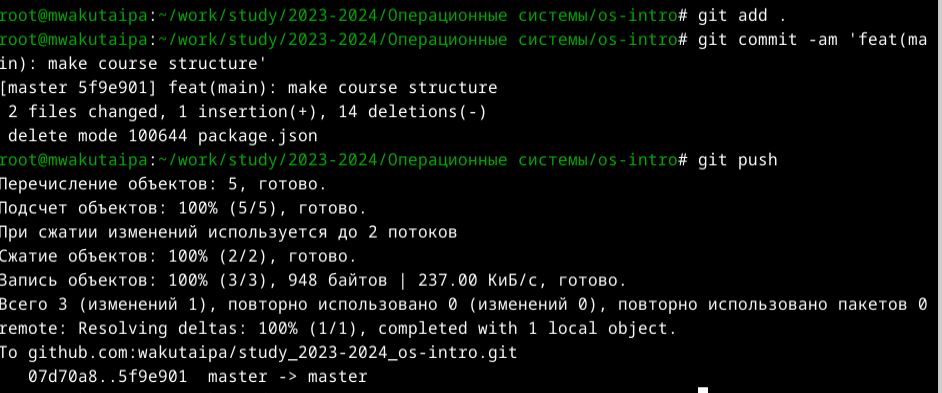 root@mwakutaipa:~/work/study/2023-2024/Операционные системы/os-intro# git add .
root@mwakutaipa:~/work/study/2023-2024/Операционные системы/os-intro# git commit -am 'feat(ma
in): make course structure'
[master 5f9e901] feat(main): make course structure
 2 files changed, 1 insertion(+), 14 deletions(-)
 delete mode 100644 package.json
root@mwakutaipa:~/work/study/2023-2024/Операционные системы/os-intro# git push
Перечисление объектов: 5, готово.
Подсчет объектов: 100% (5/5), готово.
При сжатии изменений используется до 2 потоков
Сжатие объектов: 100% (2/2), готово.
Запись объектов: 100% (3/3), 948 байтов | 237.00 КиБ/с, готово.
Всего 3 (изменений 1), повторно использовано 0 (изменений 0), повторно использовано пакетов 0
remote: Resolving deltas: 100% (1/1), completed with 1 local object.
To github.com:wakutaipa/study_2023-2024_os-intro.git
   07d70a8..5f9e901  master -> master